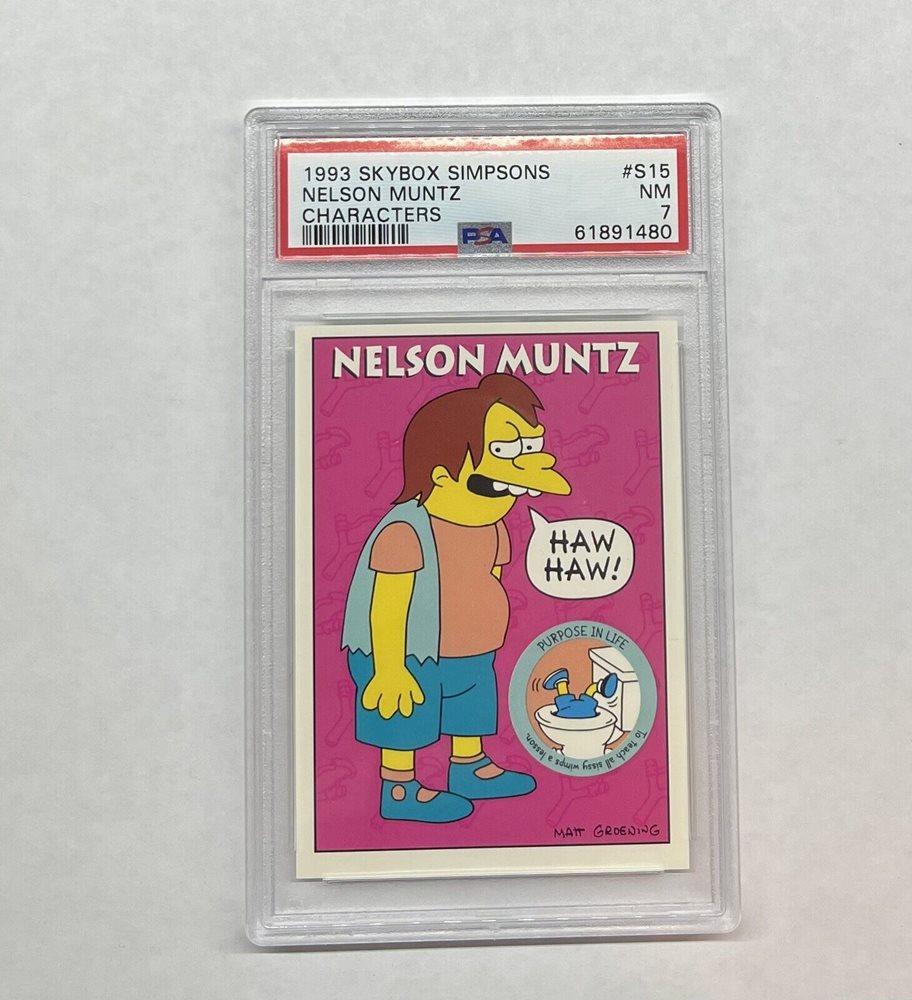 1993 SKYBOX SIMPSONS #S15
NELSON MUNTZ NM
CHARACTERS 7
PSA 61891480
NELSON MUNTZ
HAW
HAW!
PURPOSE IN LIFE
To teach all sissy wimps a lesson.
MATT GROENING